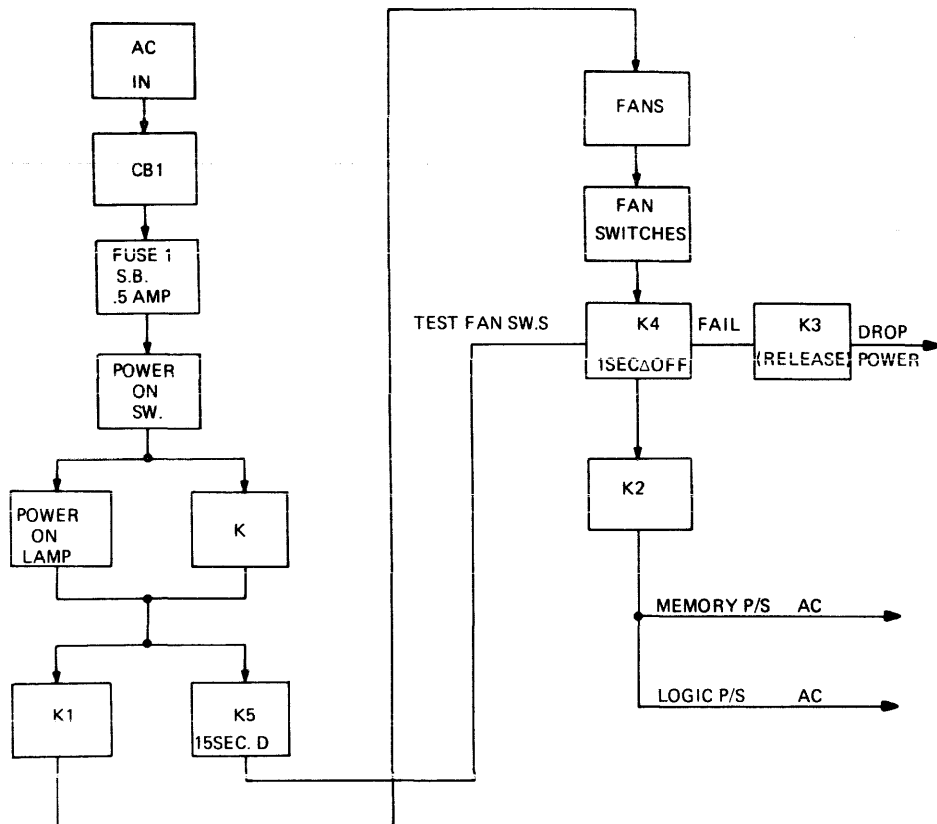 AC
IN
CB1
FUSE 1
S.B.
.5 AMP
POWER
ON
SW.
POWER
ON
LAMP
K
K1
K5
15SEC. D
FANS
FAN
SWITCHES
TEST FAN SW.S
K4
1SEC∆OFF
FAIL
K3
(RELEASE)
DROP
POWER
K2
MEMORY P/S AC
LOGIC P/S AC